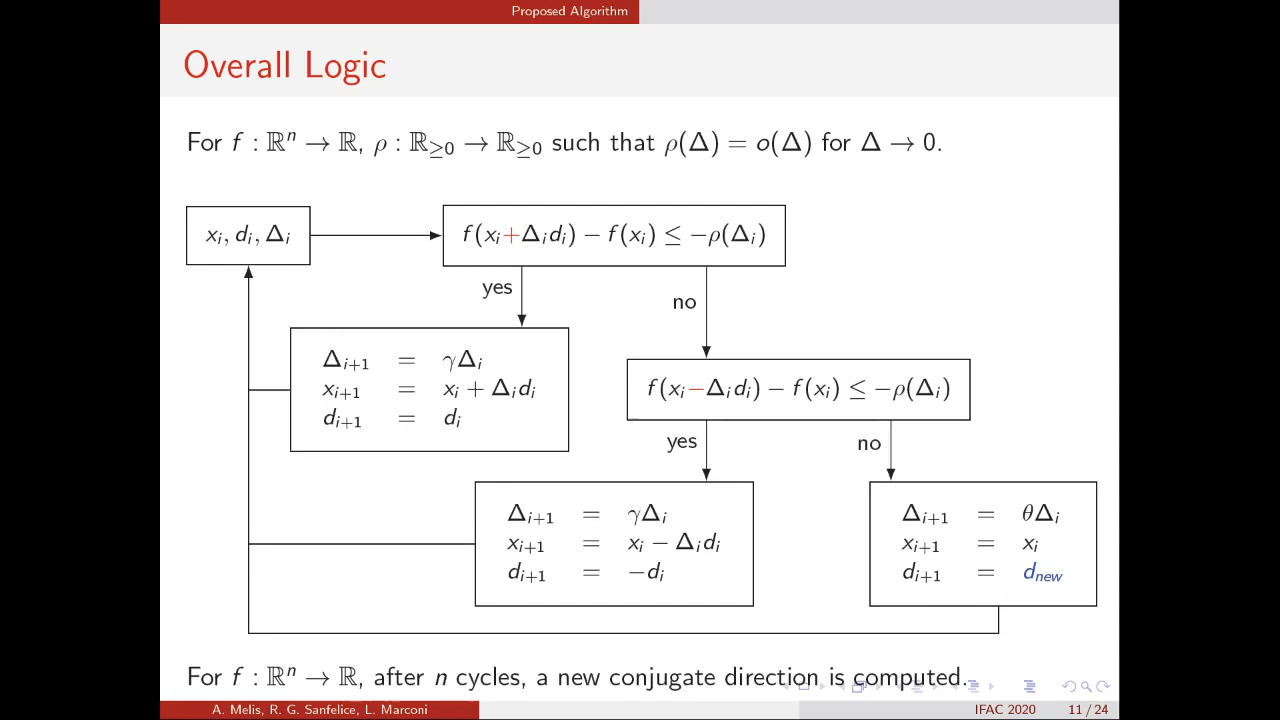 Proposed Algorithm
Overall Logic
For f : ℝⁿ → ℝ, ρ : ℝ≥0 → ℝ≥0 such that ρ(Δ) = o(Δ) for Δ → 0.
xᵢ, dᵢ, Δᵢ
f(xᵢ+Δᵢdᵢ) − f(xᵢ) ≤ −ρ(Δᵢ)
yes
no
Δᵢ₊₁ = γΔᵢ
xᵢ₊₁ = xᵢ + Δᵢdᵢ
dᵢ₊₁ = dᵢ
f(xᵢ−Δᵢdᵢ) − f(xᵢ) ≤ −ρ(Δᵢ)
yes
no
Δᵢ₊₁ = γΔᵢ
xᵢ₊₁ = xᵢ − Δᵢdᵢ
dᵢ₊₁ = −dᵢ
Δᵢ₊₁ = θΔᵢ
xᵢ₊₁ = xᵢ
dᵢ₊₁ = d_new
For f : ℝⁿ → ℝ, after n cycles, a new conjugate direction is computed.
A. Melis, R. G. Sanfelice, L. Marconi
IFAC 2020
11 / 24